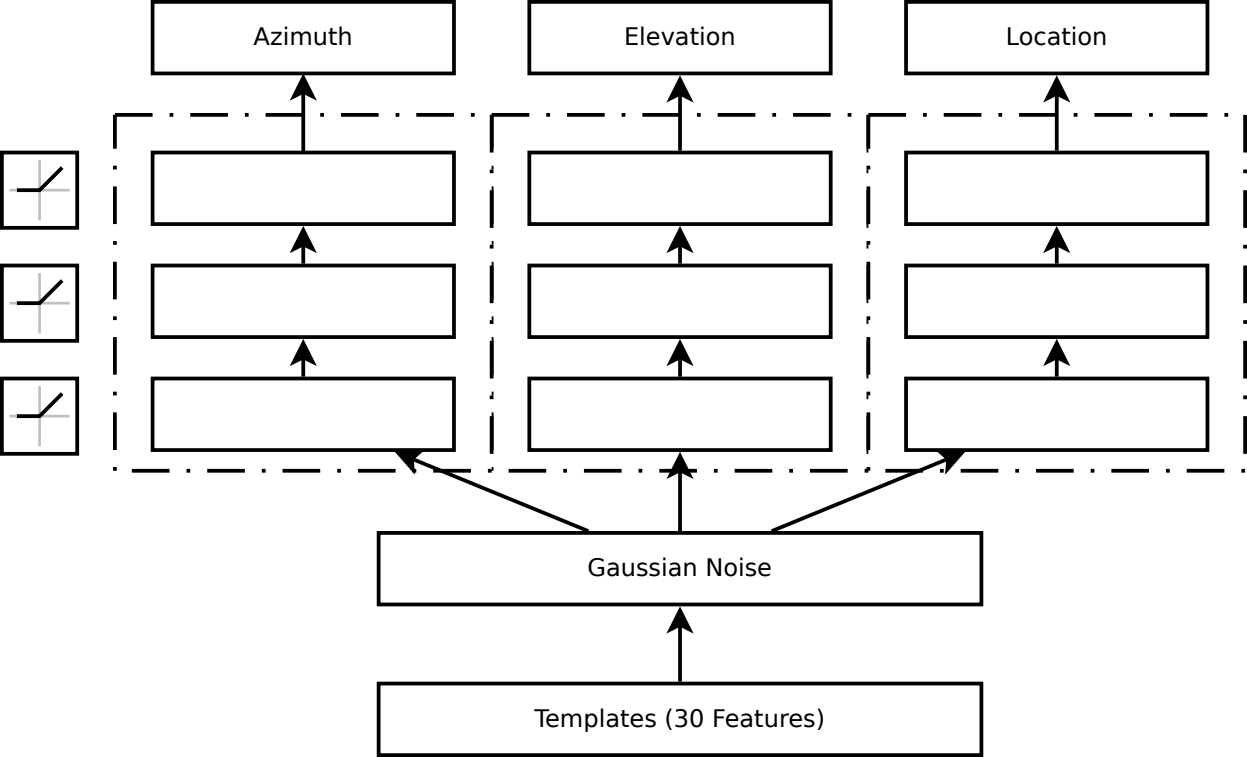 Azimuth
Elevation
Location
Gaussian Noise
Templates (30 Features)